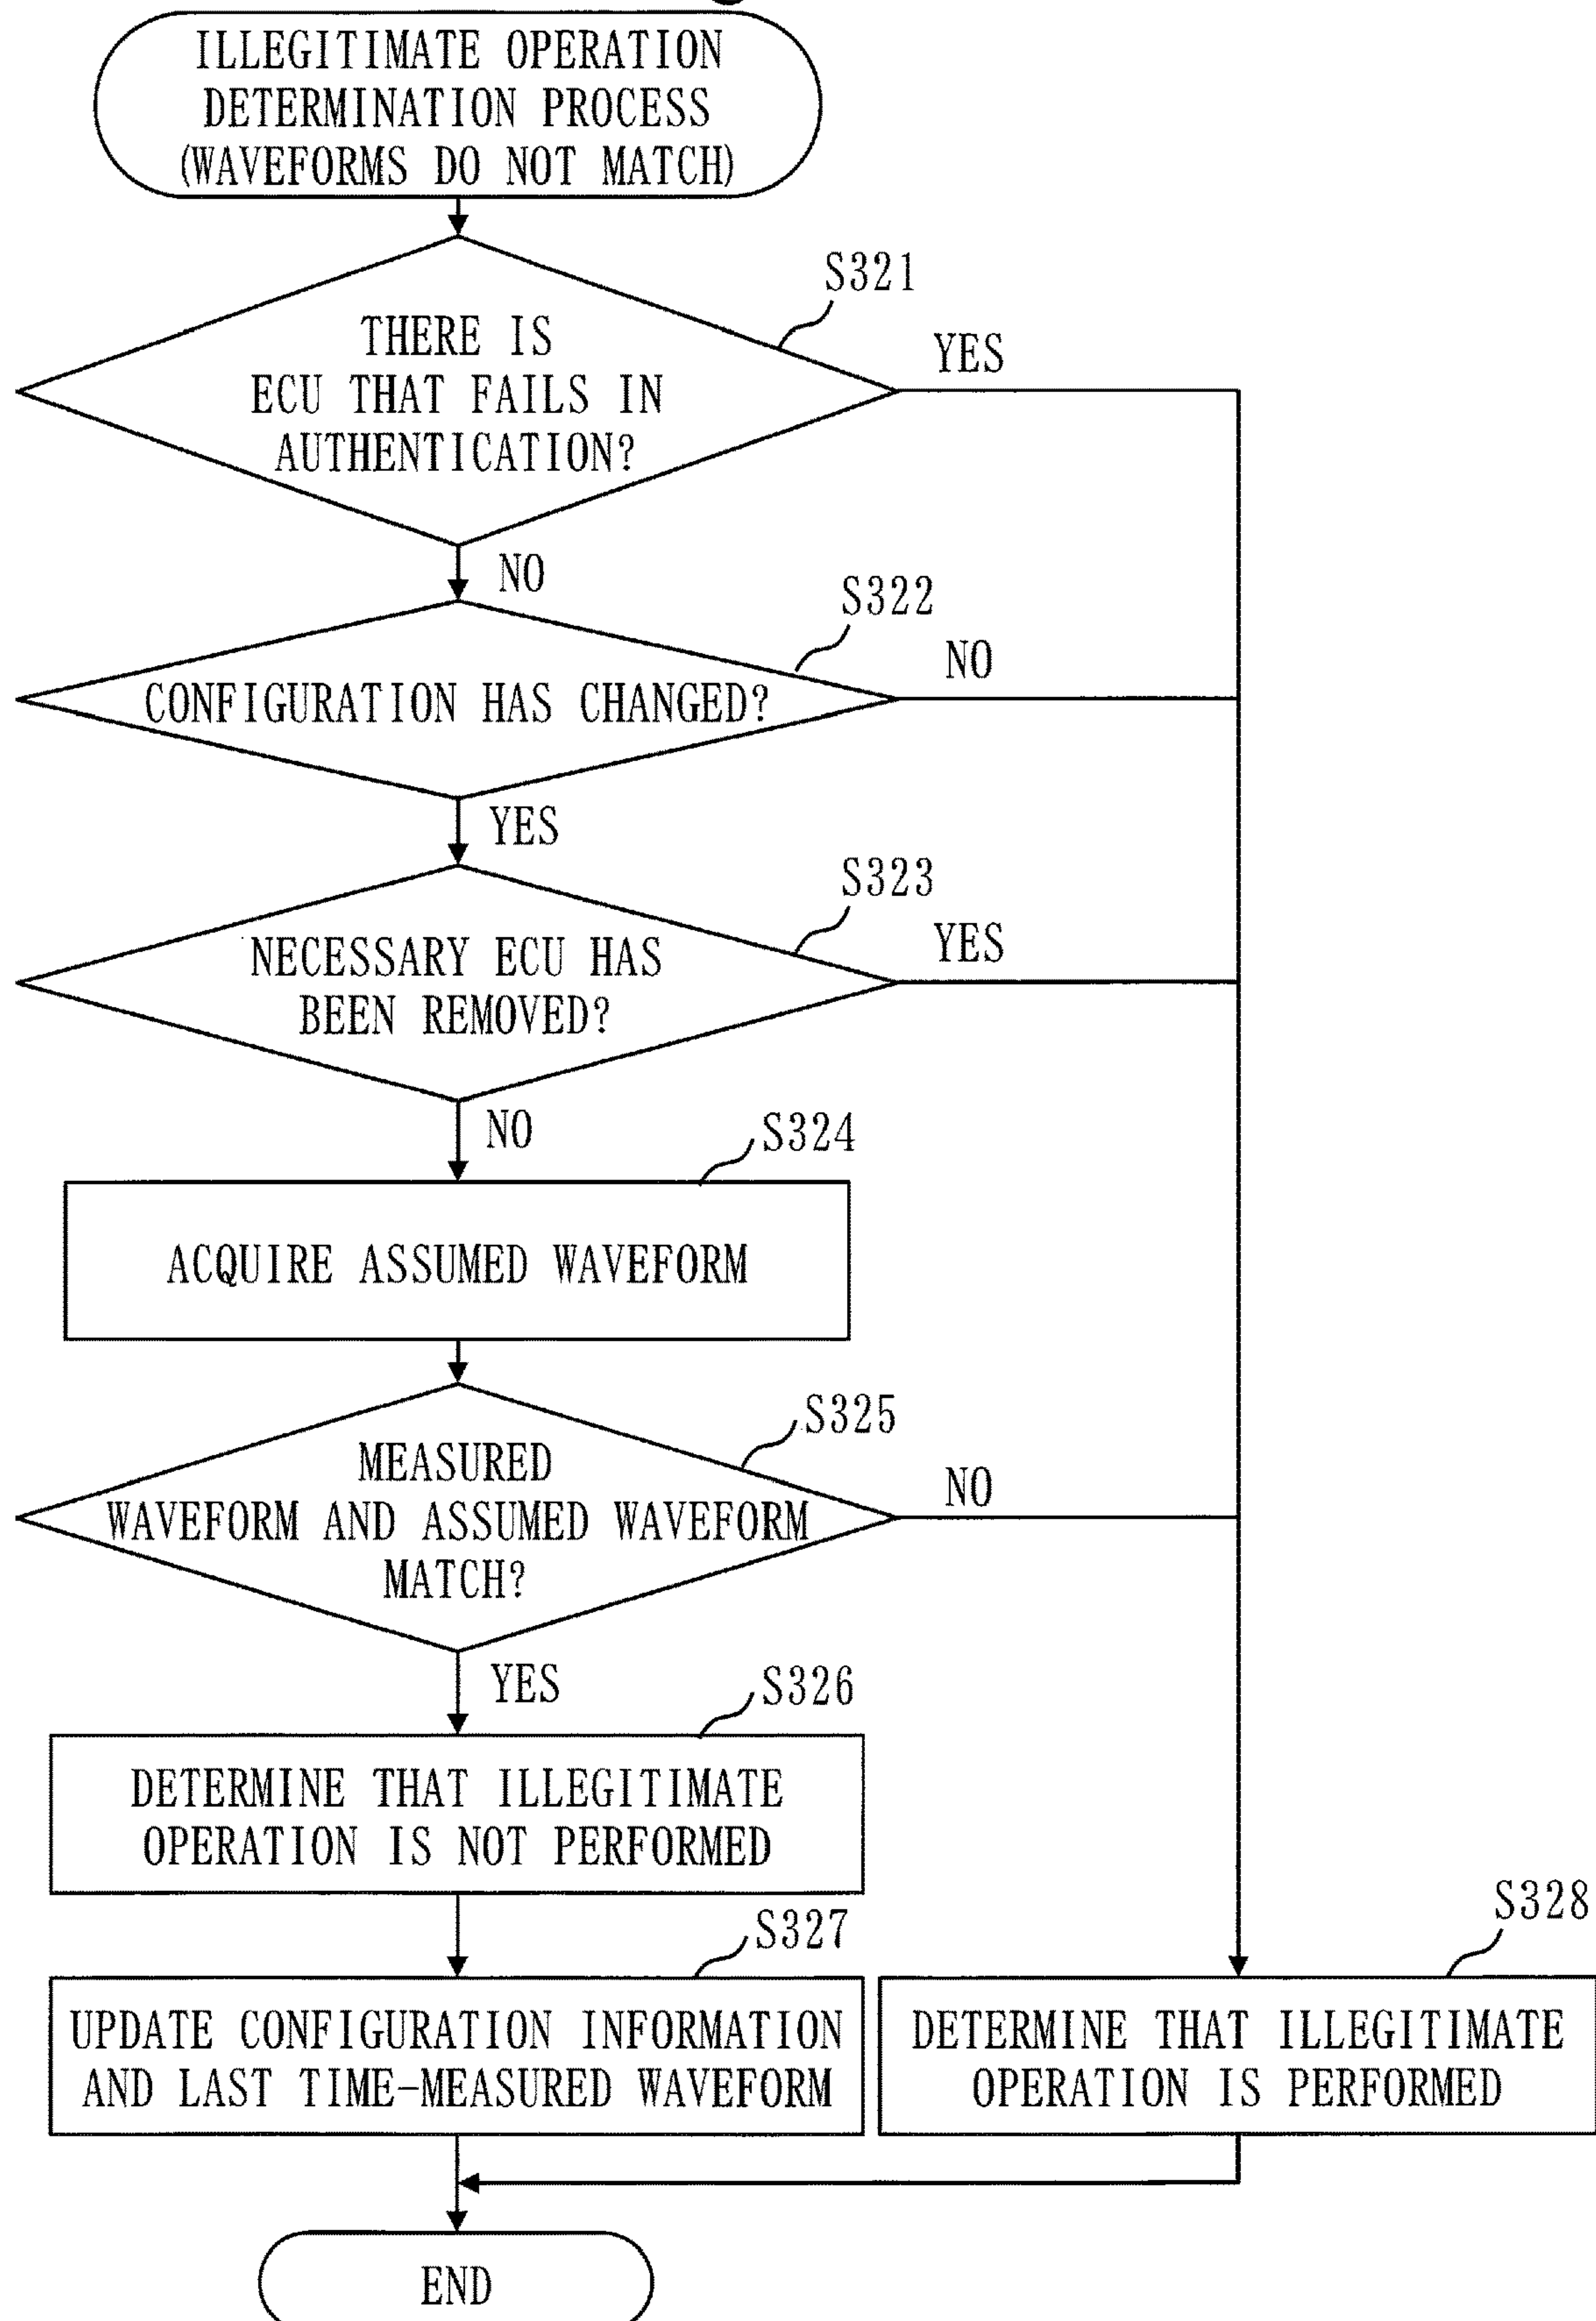 ILLEGITIMATE OPERATION
DETERMINATION PROCESS
(WAVEFORMS DO NOT MATCH)
S321
THERE IS
ECU THAT FAILS IN
AUTHENTICATION?
YES
NO
S322
CONFIGURATION HAS CHANGED?
NO
YES
S323
NECESSARY ECU HAS
BEEN REMOVED?
YES
NO
S324
ACQUIRE ASSUMED WAVEFORM
S325
MEASURED
WAVEFORM AND ASSUMED WAVEFORM
MATCH?
NO
YES
S326
DETERMINE THAT ILLEGITIMATE
OPERATION IS NOT PERFORMED
S327
UPDATE CONFIGURATION INFORMATION
AND LAST TIME-MEASURED WAVEFORM
S328
DETERMINE THAT ILLEGITIMATE
OPERATION IS PERFORMED
END